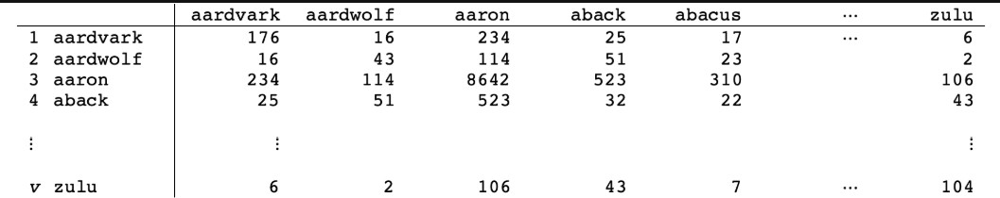 aardvark aardwolf aaron aback abacus ⋯ zulu
1 aardvark 176 16 234 25 17 ⋯ 6
2 aardwolf 16 43 114 51 23 2
3 aaron 234 114 8642 523 310 106
4 aback 25 51 523 32 22 43
⋮ ⋮ ⋮
v zulu 6 2 106 43 7 ⋯ 104